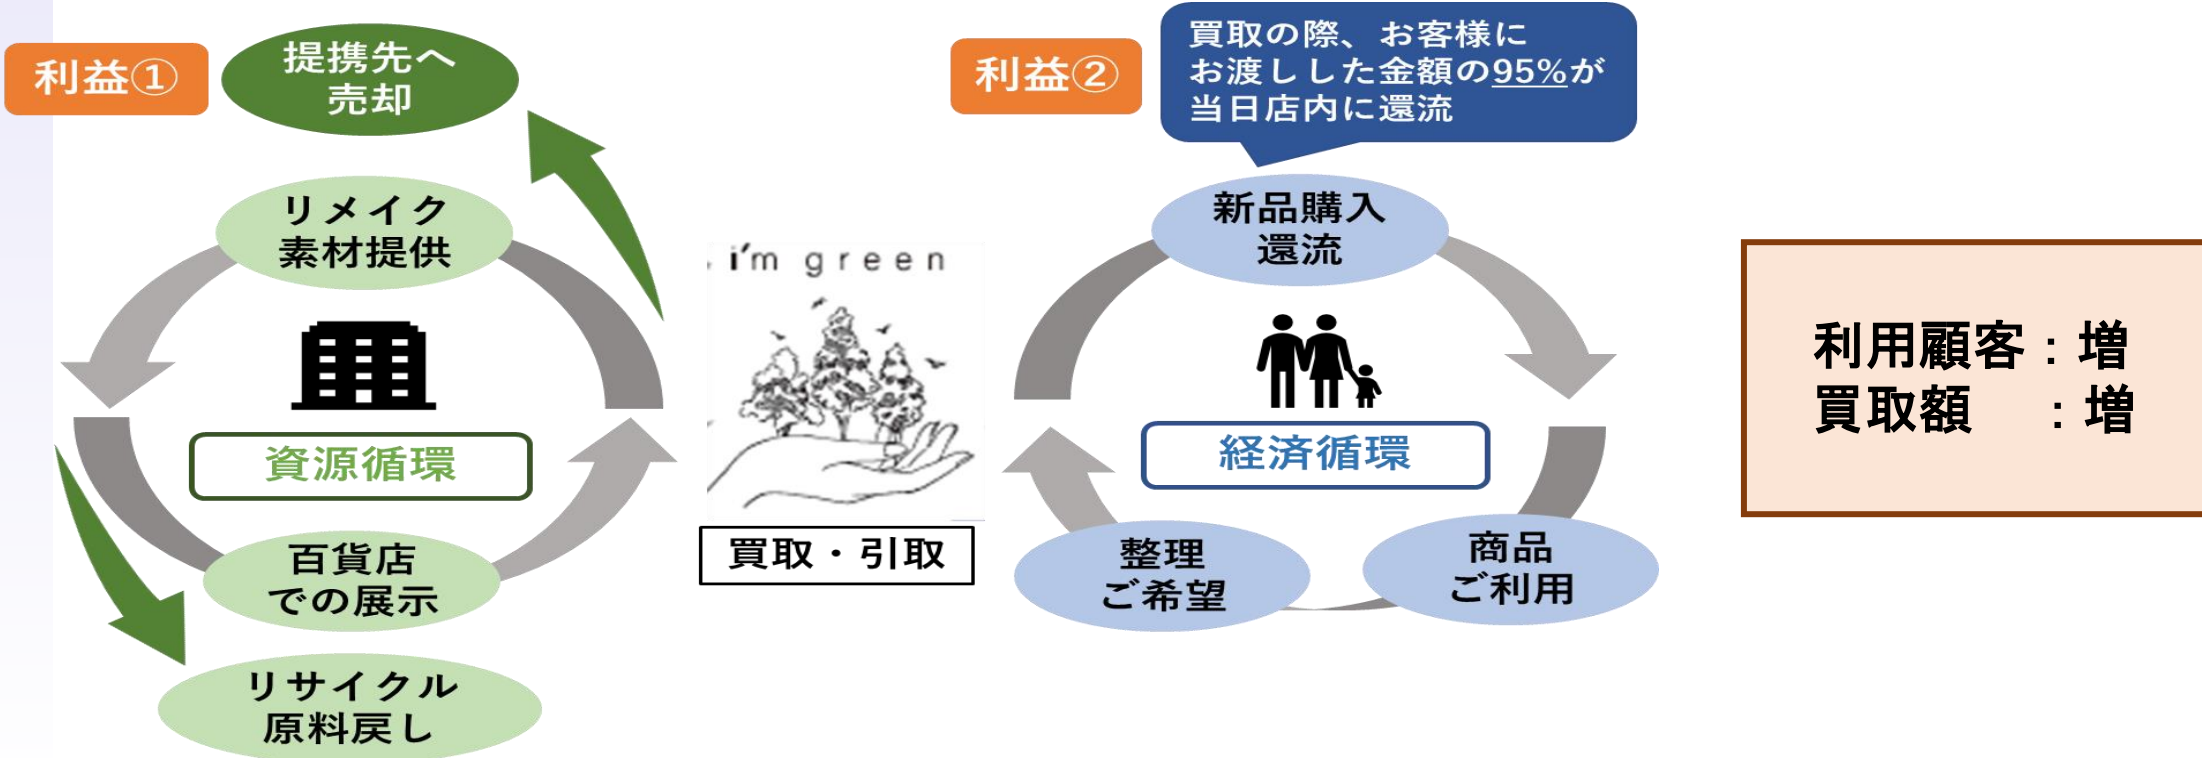 利益①
提携先へ
売却
リメイク
素材提供
資源循環
百貨店
での展示
リサイクル
原料戻し
i'm green
買取・引取
利益②
買取の際、お客様に
お渡しした金額の95%が
当日店内に還流
新品購入
還流
経済循環
整理
ご希望
商品
ご利用
利用顧客：増
買取額　：増